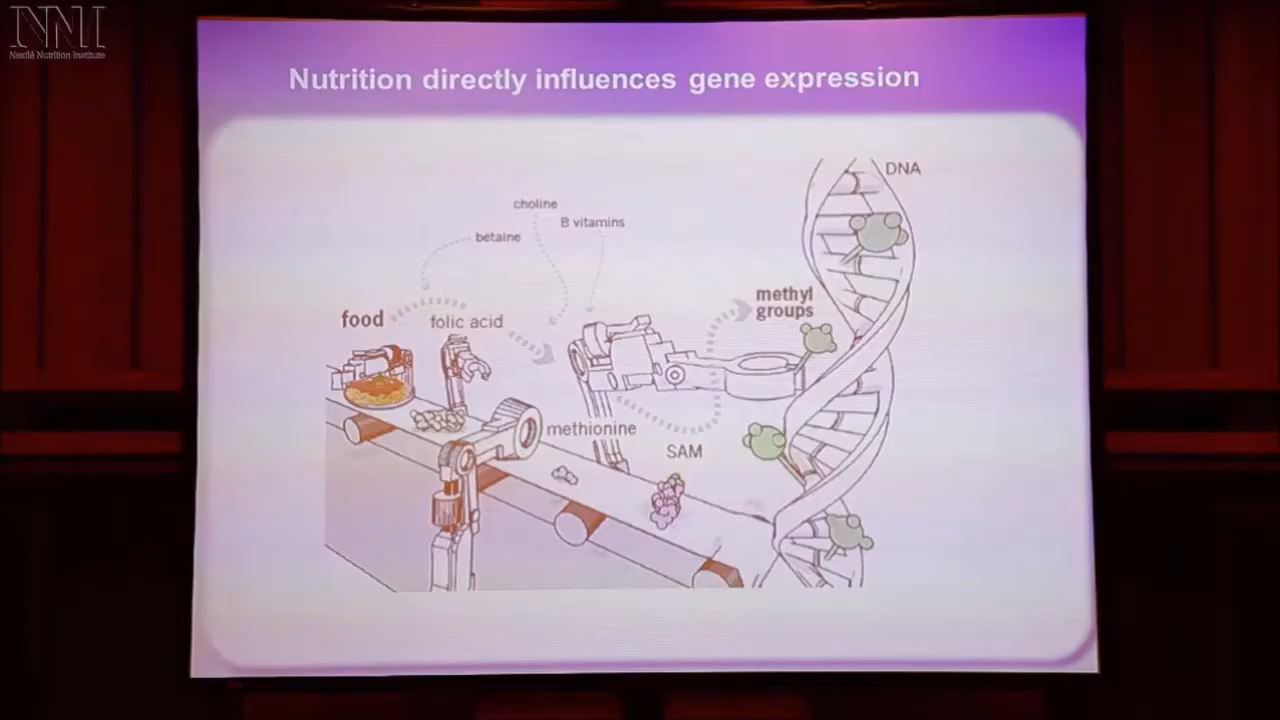 NNI
Nestlé Nutrition Institute
Nutrition directly influences gene expression
DNA
choline
B vitamins
betaine
methyl
groups
food
folic acid
methionine
SAM